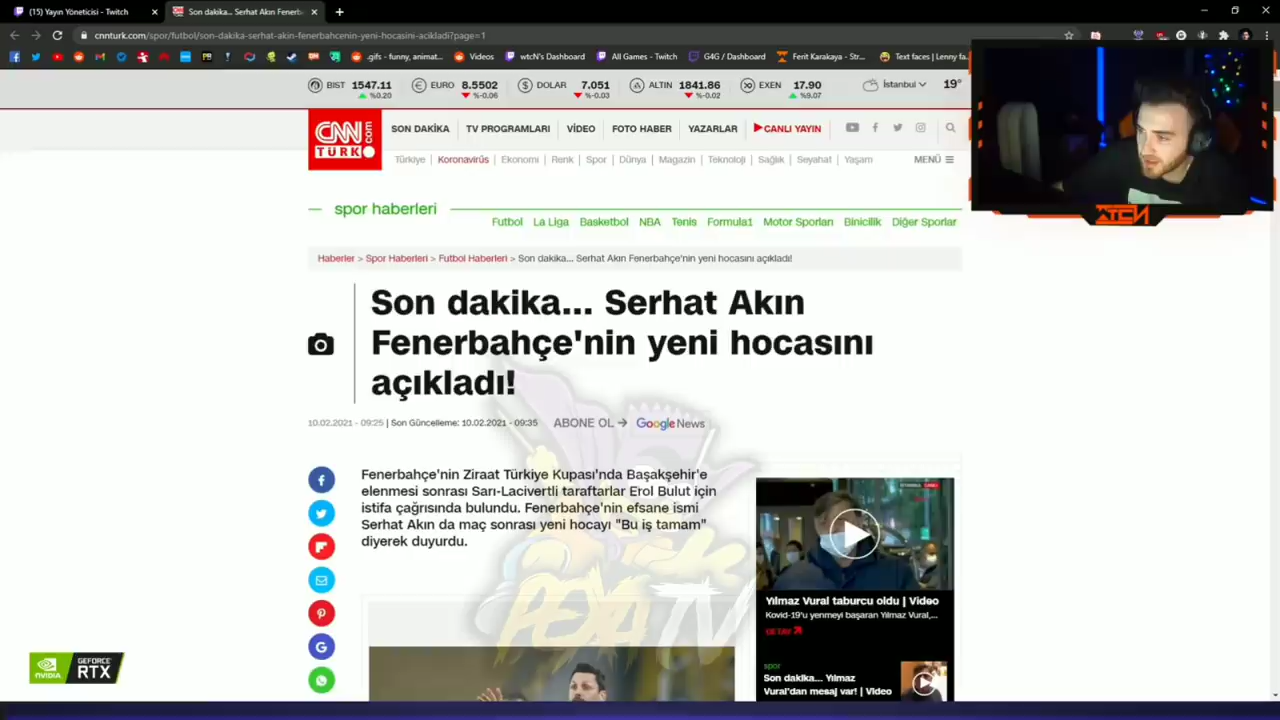 (15) Yayın Yöneticisi - Twitch
Son dakika... Serhat Akın Fenerb
cnnturk.com/spor/futbol/son-dakika-serhat-akin-fenerbahcenin-yeni-hocasini-acikladi?page=1
.gifs - funny, animat... Videos wtcN's Dashboard All Games - Twitch G4G / Dashboard Ferit Karakaya - Str... Text faces | Lenny fa...
BIST 1547.11 %0.20 EURO 8.5502 %-0.06 DOLAR 7.051 %-0.03 ALTIN 1841.86 %-0.02 EXEN 17.90 %9.07 İstanbul 19°
CNN TÜRK .com
SON DAKİKA TV PROGRAMLARI VİDEO FOTO HABER YAZARLAR CANLI YAYIN
Türkiye Koronavirüs Ekonomi Renk Spor Dünya Magazin Teknoloji Sağlık Seyahat Yaşam MENÜ
spor haberleri
Futbol La Liga Basketbol NBA Tenis Formula1 Motor Sporları Binicilik Diğer Sporlar
Haberler > Spor Haberleri > Futbol Haberleri > Son dakika... Serhat Akın Fenerbahçe'nin yeni hocasını açıkladı!
Son dakika... Serhat Akın
Fenerbahçe'nin yeni hocasını
açıkladı!
10.02.2021 - 09:25 | Son Güncelleme: 10.02.2021 - 09:35 ABONE OL Google News
Fenerbahçe'nin Ziraat Türkiye Kupası'nda Başakşehir'e
elenmesi sonrası Sarı-Lacivertli taraftarlar Erol Bulut için
istifa çağrısında bulundu. Fenerbahçe'nin efsane ismi
Serhat Akın da maç sonrası yeni hocayı "Bu iş tamam"
diyerek duyurdu.
Yılmaz Vural taburcu oldu | Video
Kovid-19'u yenmeyi başaran Yılmaz Vural,...
DETAY
spor
Son dakika... Yılmaz
Vural'dan mesaj var! | Video
NVIDIA GEFORCE RTX